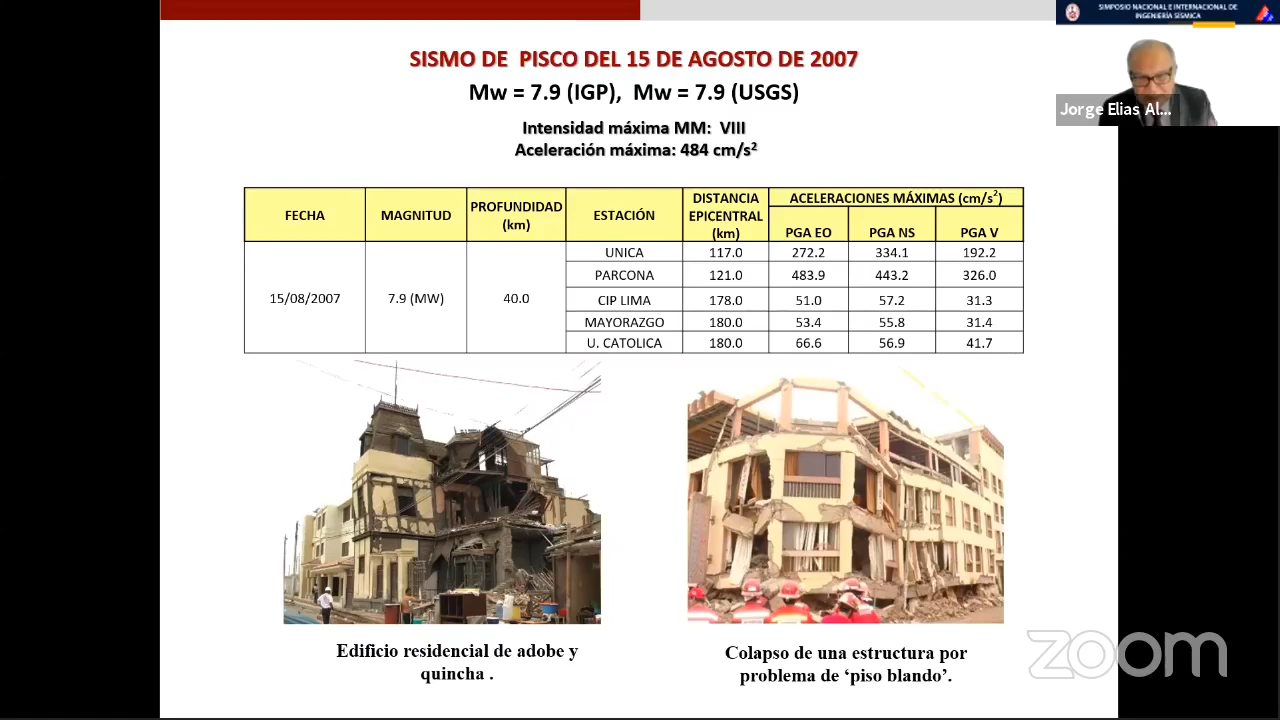 SIMPOSIO NACIONAL E INTERNACIONAL DE
INGENIERÍA SÍSMICA
Jorge Elias Al...
SISMO DE PISCO DEL 15 DE AGOSTO DE 2007
Mw = 7.9 (IGP), Mw = 7.9 (USGS)
Intensidad máxima MM: VIII
Aceleración máxima: 484 cm/s²
FECHA MAGNITUD PROFUNDIDAD (km) ESTACIÓN DISTANCIA EPICENTRAL (km) ACELERACIONES MÁXIMAS (cm/s²)
PGA EO PGA NS PGA V
15/08/2007 7.9 (MW) 40.0
UNICA 117.0 272.2 334.1 192.2
PARCONA 121.0 483.9 443.2 326.0
CIP LIMA 178.0 51.0 57.2 31.3
MAYORAZGO 180.0 53.4 55.8 31.4
U. CATOLICA 180.0 66.6 56.9 41.7
Edificio residencial de adobe y
quincha .
Colapso de una estructura por
problema de ‘piso blando’.
zoom